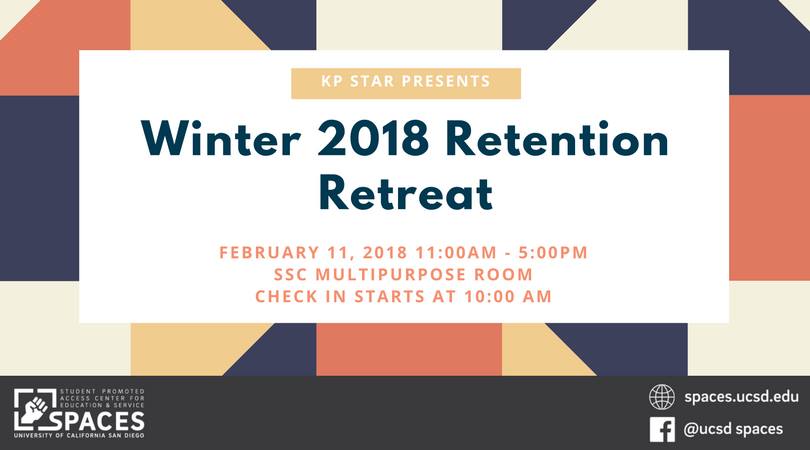 KP STAR PRESENTS
Winter 2018 Retention
Retreat
FEBRUARY 11, 2018 11:00AM - 5:00PM
SSC MULTIPURPOSE ROOM
CHECK IN STARTS AT 10:00 AM
STUDENT PROMOTED
ACCESS CENTER FOR
EDUCATION & SERVICE
SPACES
UNIVERSITY OF CALIFORNIA SAN DIEGO
spaces.ucsd.edu
@ucsd spaces